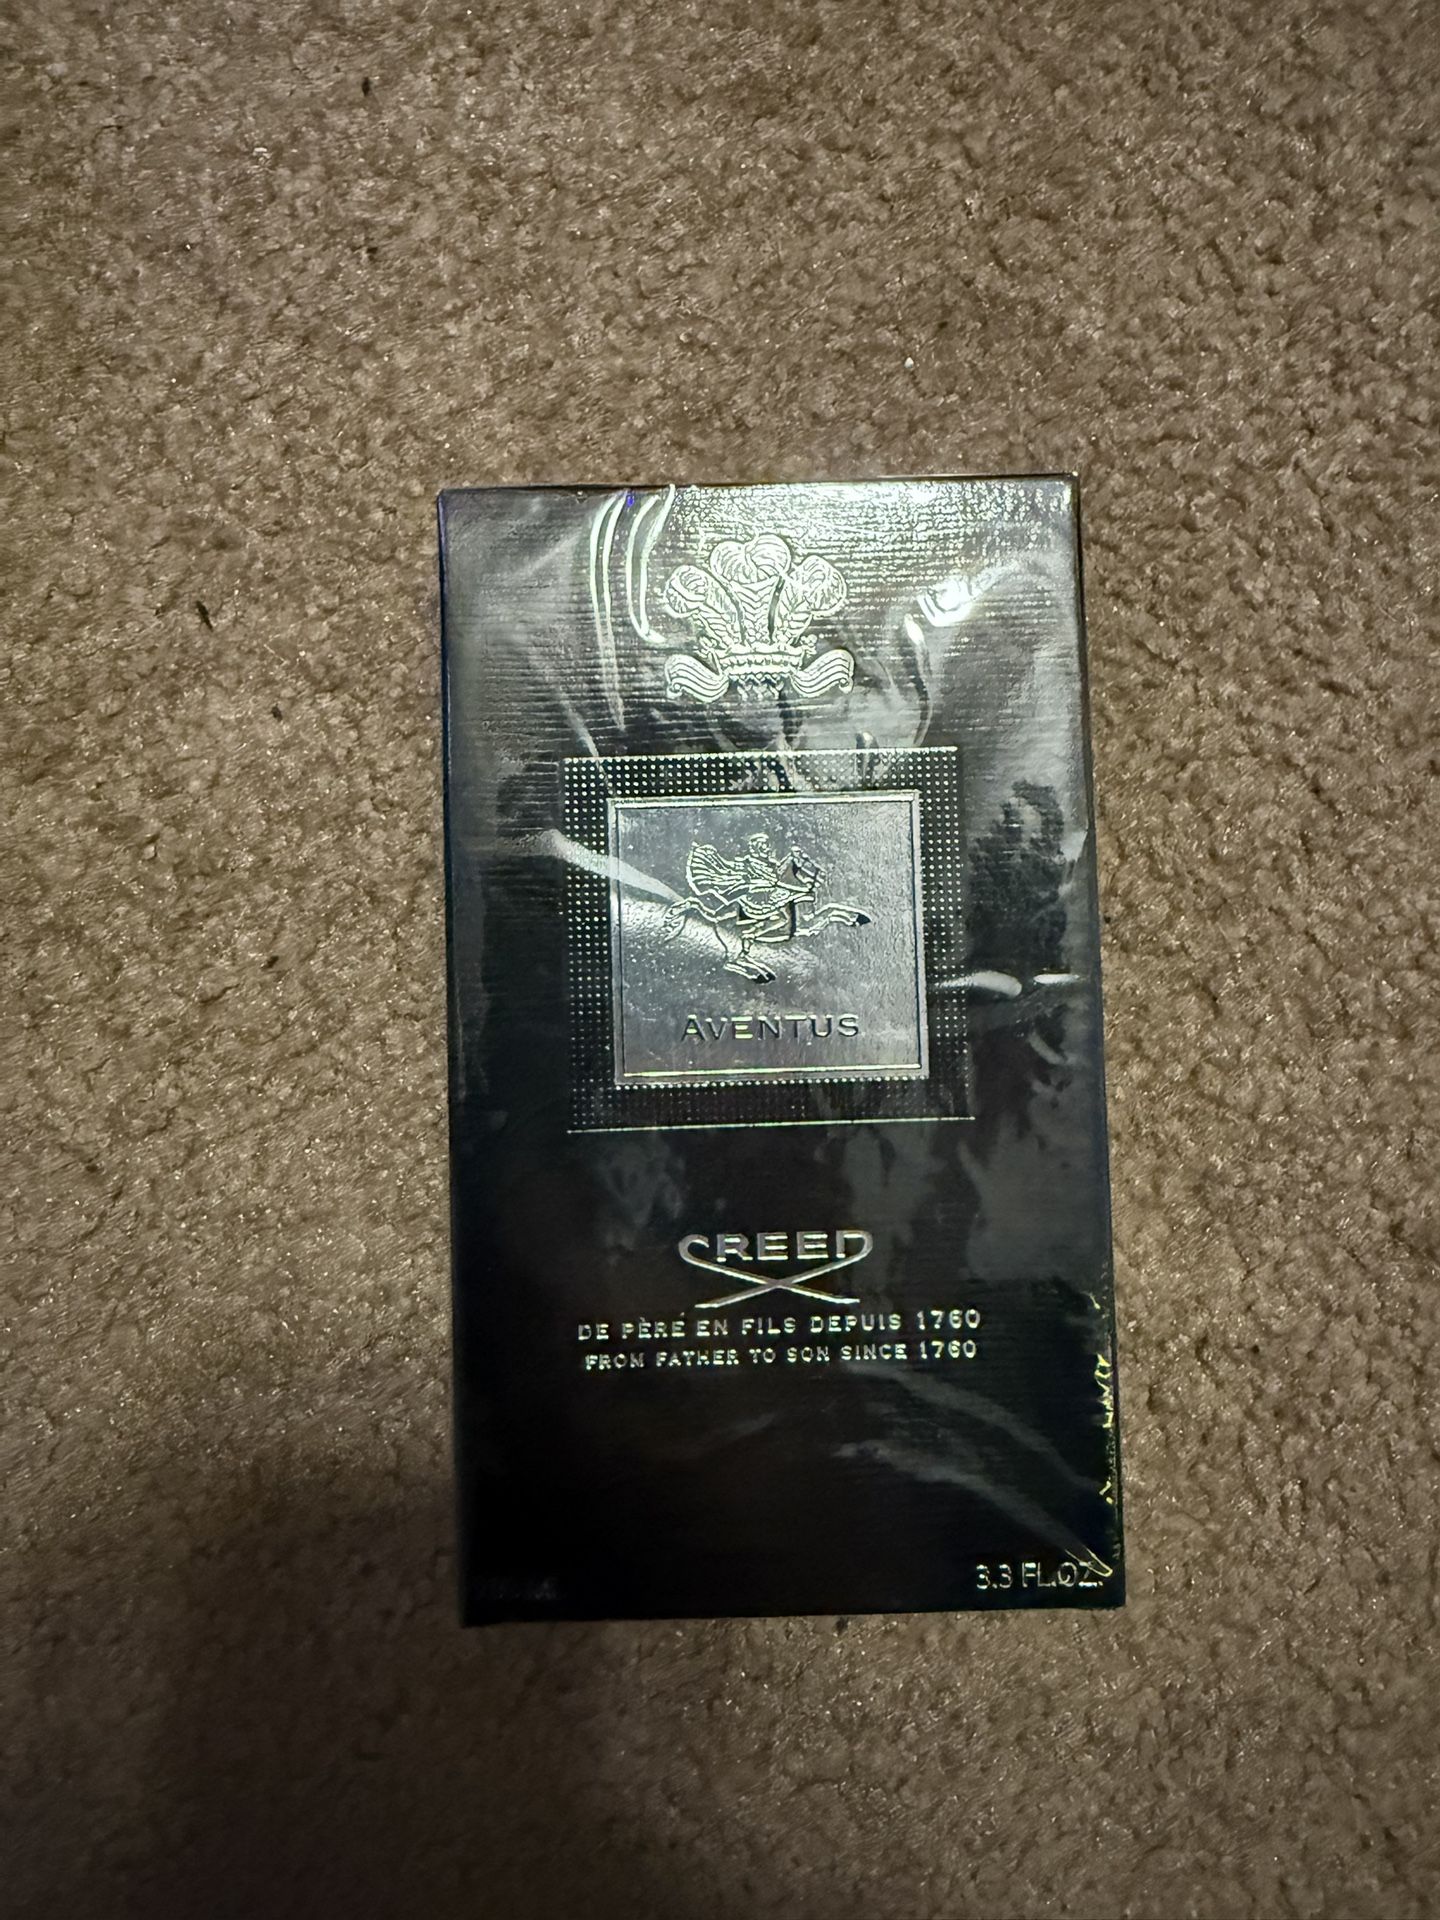 AVENTUS
CREED
DE PÈRE EN FILS DEPUIS 1760
FROM FATHER TO SON SINCE 1760
3.3 FL.OZ.